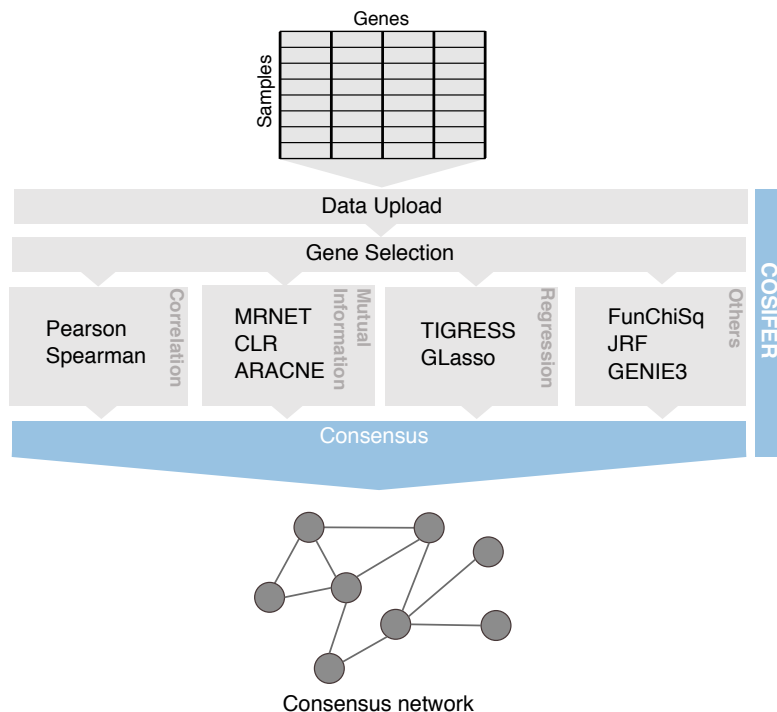 Genes
Samples
Data Upload
Gene Selection
Pearson
Spearman
Correlation
MRNET
CLR
ARACNE
Mutual
Information
TIGRESS
GLasso
Regression
FunChiSq
JRF
GENIE3
Others
COSIFER
Consensus
Consensus network